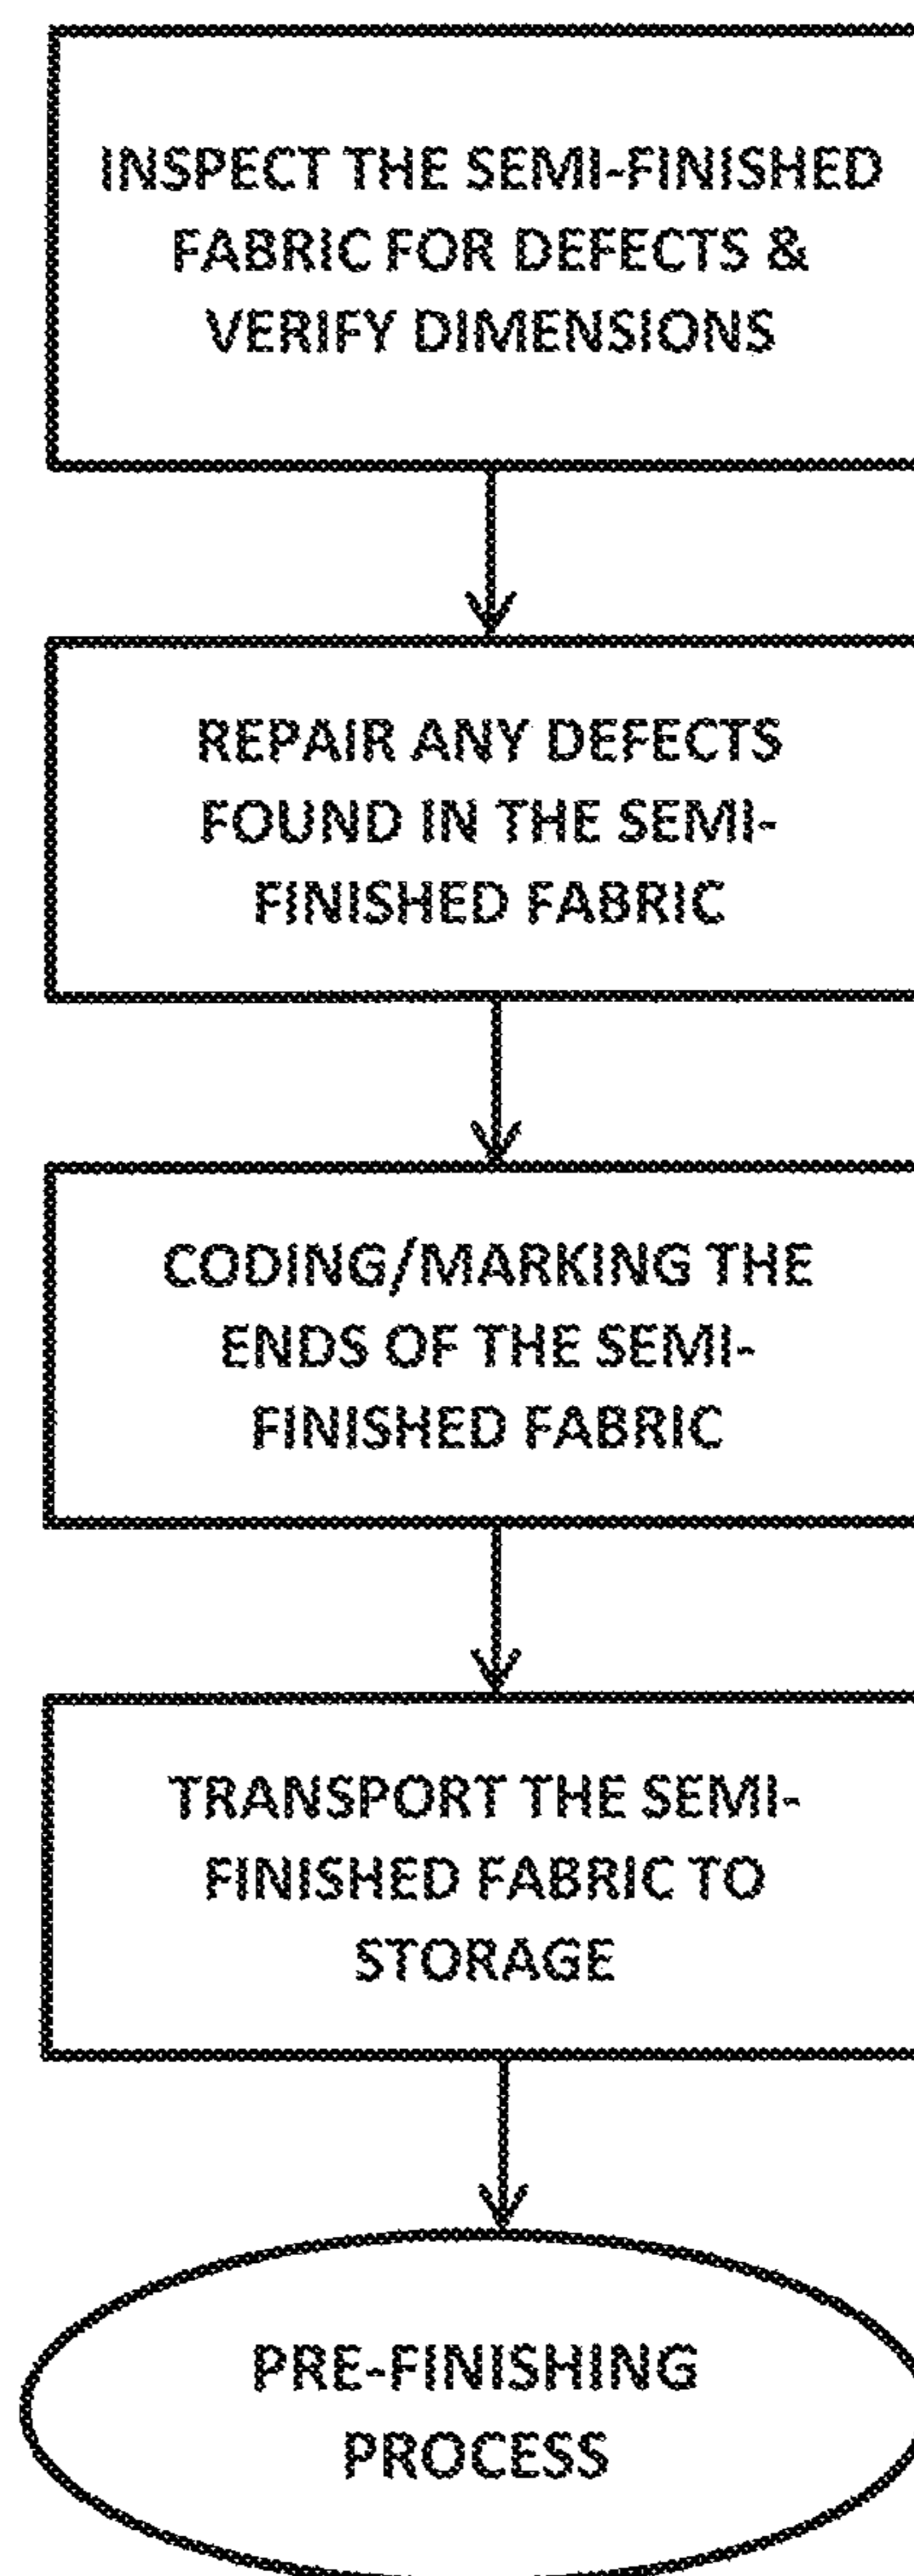 INSPECT THE SEMI-FINISHED
FABRIC FOR DEFECTS &
VERIFY DIMENSIONS
REPAIR ANY DEFECTS
FOUND IN THE SEMI-
FINISHED FABRIC
CODING/MARKING THE
ENDS OF THE SEMI-
FINISHED FABRIC
TRANSPORT THE SEMI-
FINISHED FABRIC TO
STORAGE
PRE-FINISHING
PROCESS